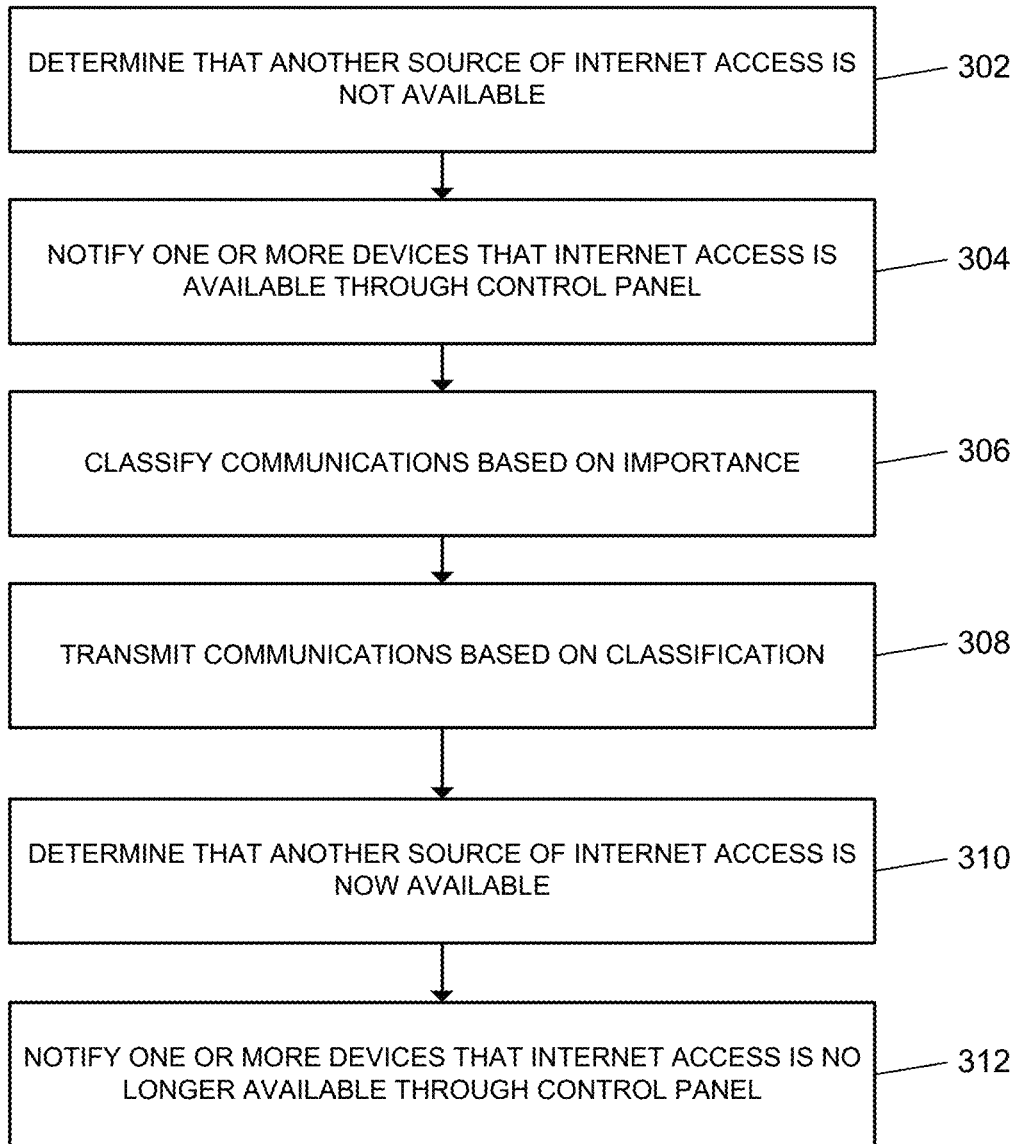 DETERMINE THAT ANOTHER SOURCE OF INTERNET ACCESS IS
NOT AVAILABLE
302
NOTIFY ONE OR MORE DEVICES THAT INTERNET ACCESS IS
AVAILABLE THROUGH CONTROL PANEL
304
CLASSIFY COMMUNICATIONS BASED ON IMPORTANCE
306
TRANSMIT COMMUNICATIONS BASED ON CLASSIFICATION
308
DETERMINE THAT ANOTHER SOURCE OF INTERNET ACCESS IS
NOW AVAILABLE
310
NOTIFY ONE OR MORE DEVICES THAT INTERNET ACCESS IS NO
LONGER AVAILABLE THROUGH CONTROL PANEL
312